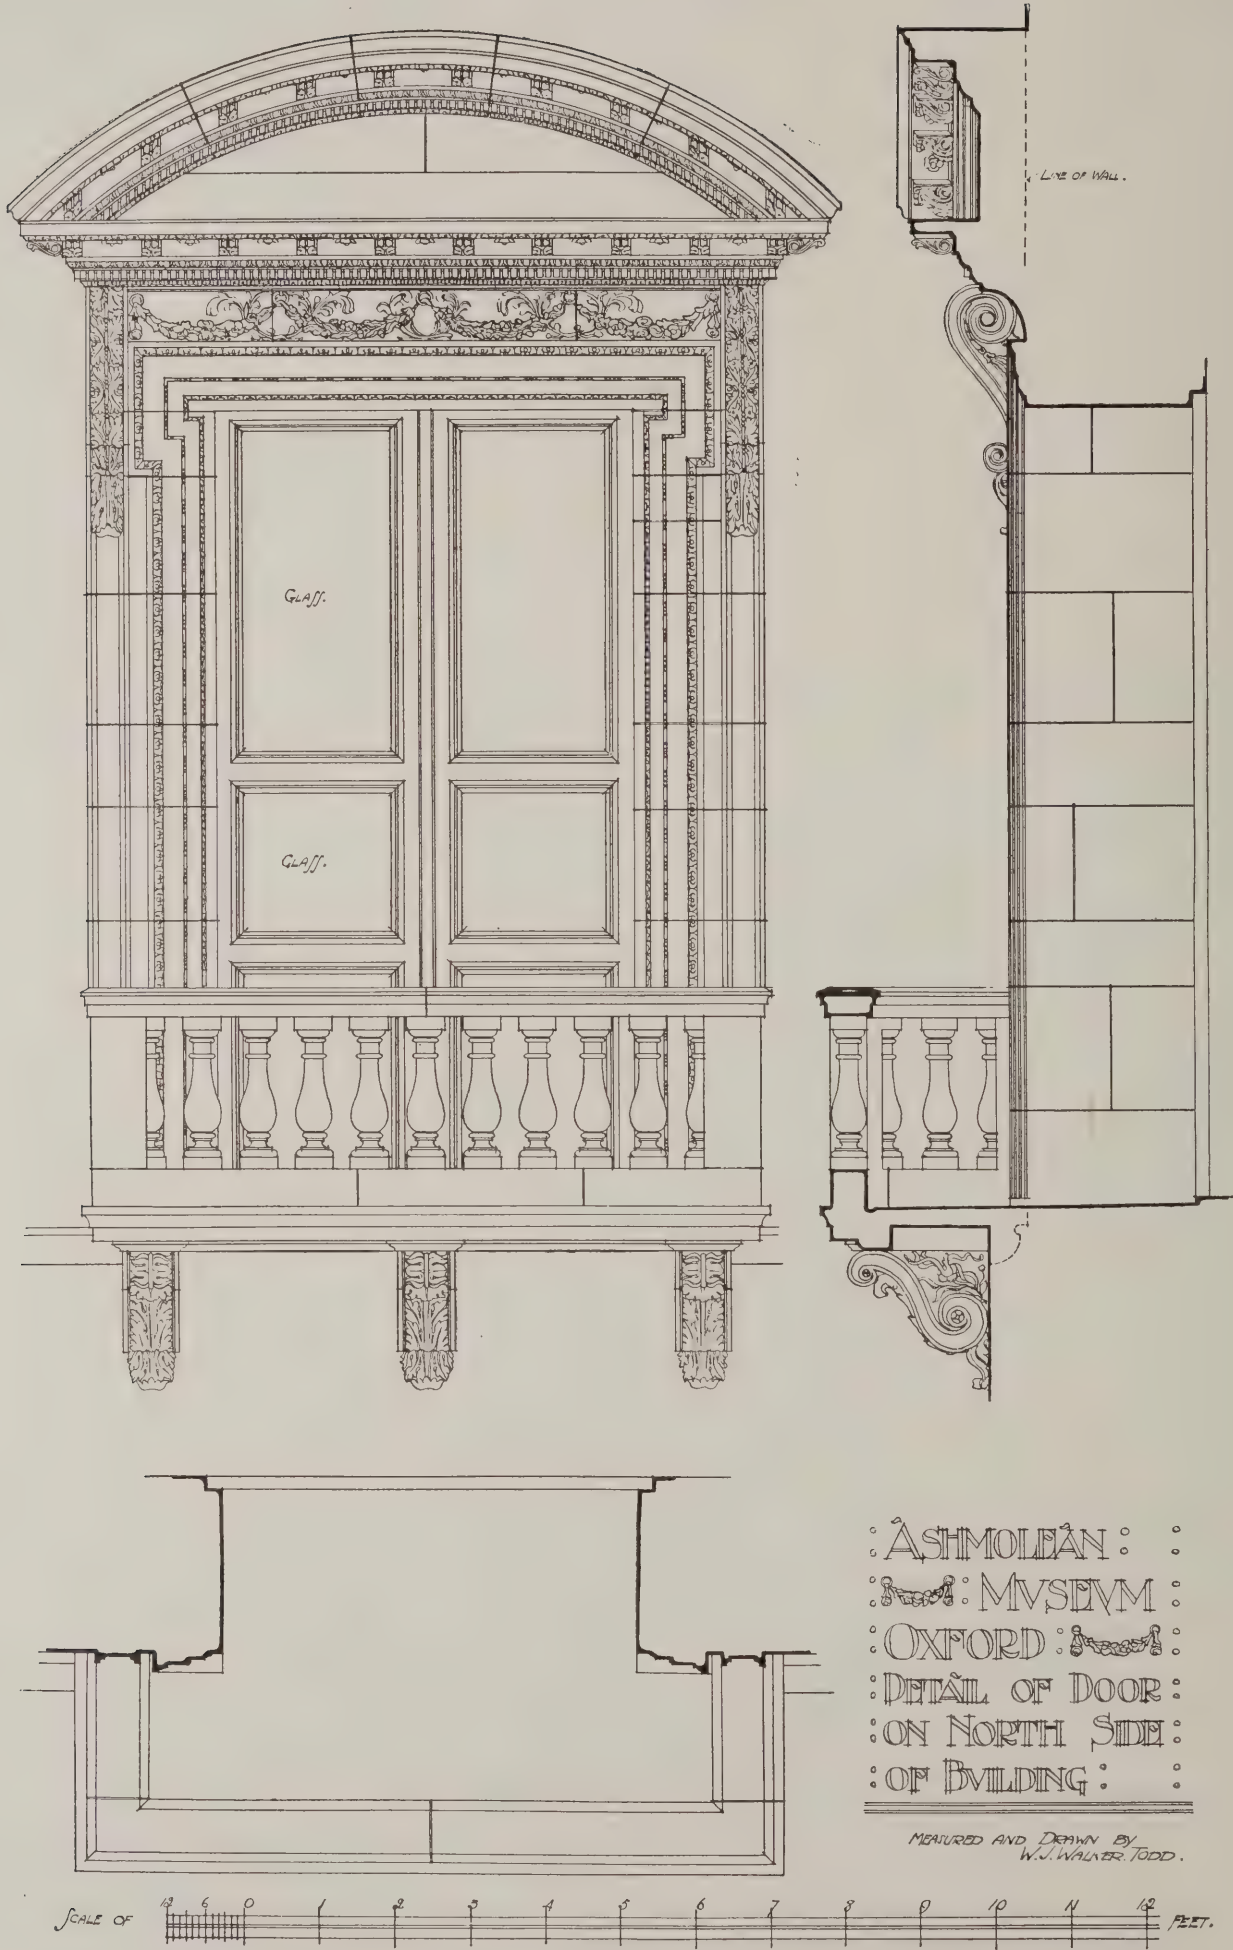 LINE OF WALL.
GLASS.
GLASS.
: ASHMOLEAN : :
: MVSEVM :
: OXFORD : :
: DETAIL OF DOOR :
: ON NORTH SIDE :
: OF BVILDING : :
MEASURED AND DRAWN BY
W.J. WALKER. TODD.
SCALE OF 12 6 0 1 2 3 4 5 6 7 8 9 10 11 12 FEET.